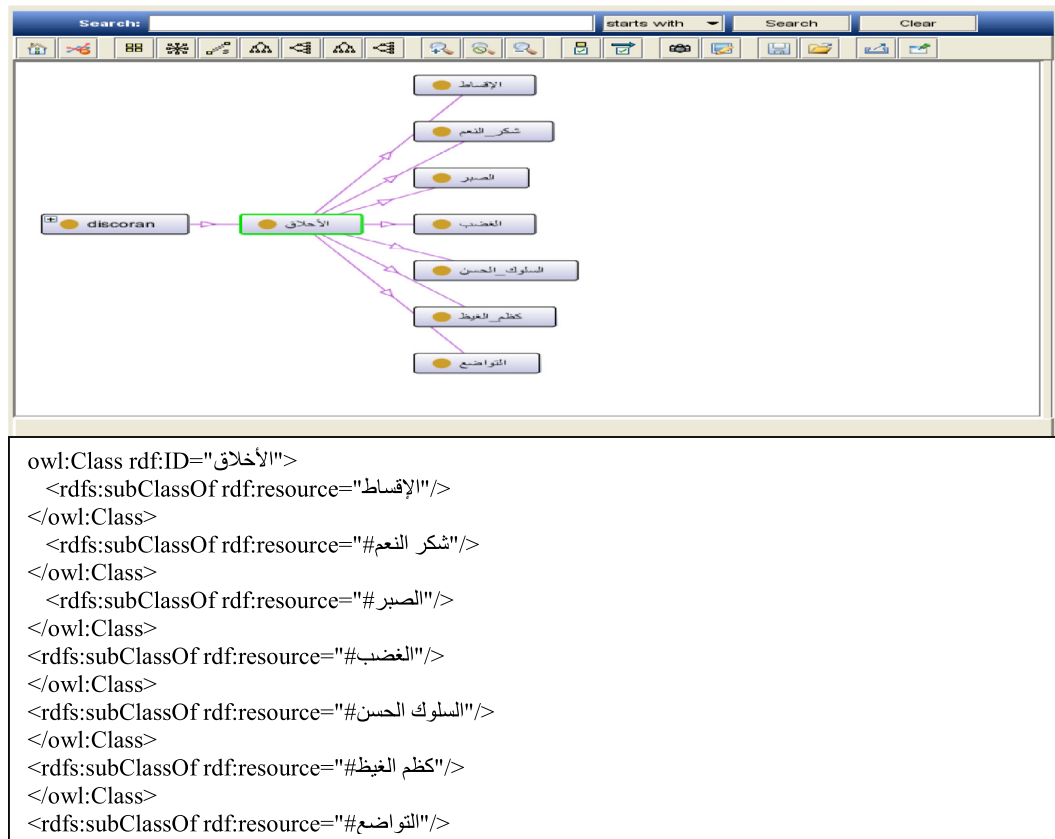 Search:
starts with
Search
Clear
الإقساط
شكر_النعم
الصبر
discoran
الأخلاق
الغضب
السلوك_الحسن
كظم_الغيظ
التواضع
owl:Class rdf:ID="الأخلاق">
<rdfs:subClassOf rdf:resource="الإقساط"/>
</owl:Class>
<rdfs:subClassOf rdf:resource="#شكر النعم"/>
</owl:Class>
<rdfs:subClassOf rdf:resource="#الصبر"/>
</owl:Class>
<rdfs:subClassOf rdf:resource="#الغضب"/>
</owl:Class>
<rdfs:subClassOf rdf:resource="#السلوك الحسن"/>
</owl:Class>
<rdfs:subClassOf rdf:resource="#كظم الغيظ"/>
</owl:Class>
<rdfs:subClassOf rdf:resource="#التواضع"/>